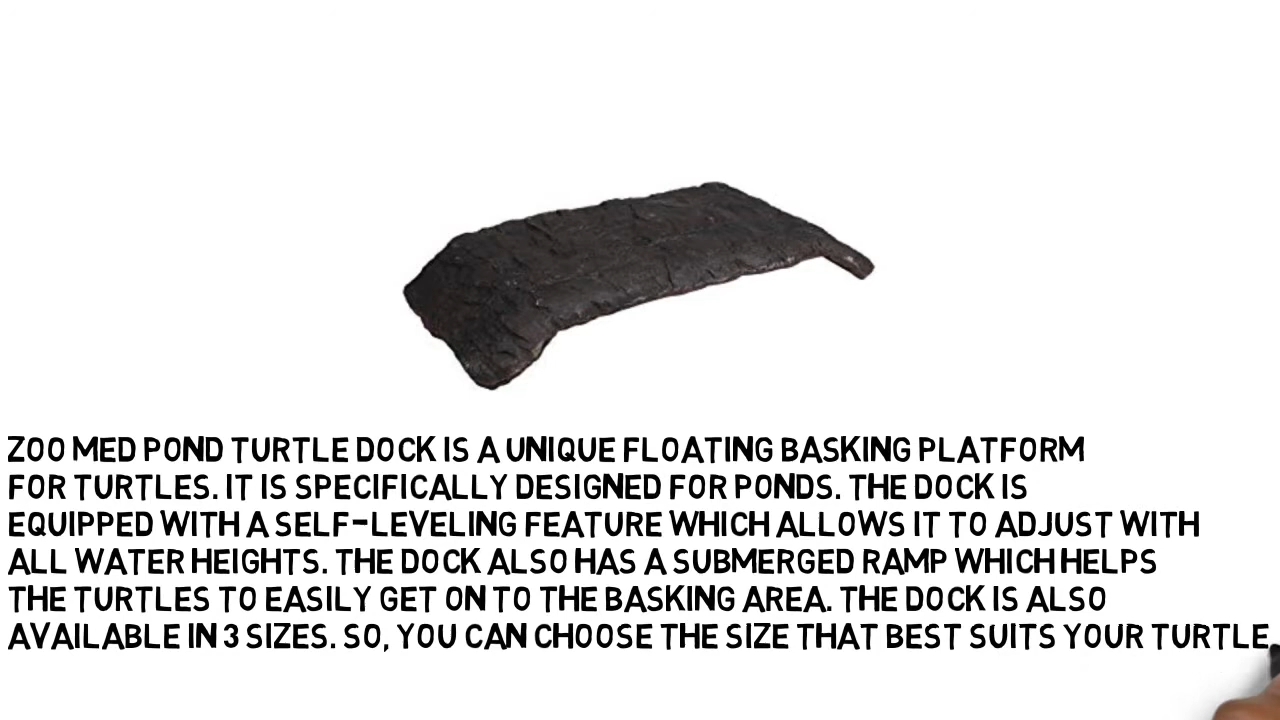 ZOO MED POND TURTLE DOCK IS A UNIQUE FLOATING BASKING PLATFORM
FOR TURTLES. IT IS SPECIFICALLY DESIGNED FOR PONDS. THE DOCK IS
EQUIPPED WITH A SELF-LEVELING FEATURE WHICH ALLOWS IT TO ADJUST WITH
ALL WATER HEIGHTS. THE DOCK ALSO HAS A SUBMERGED RAMP WHICH HELPS
THE TURTLES TO EASILY GET ON TO THE BASKING AREA. THE DOCK IS ALSO
AVAILABLE IN 3 SIZES. SO, YOU CAN CHOOSE THE SIZE THAT BEST SUITS YOUR TURTLE.